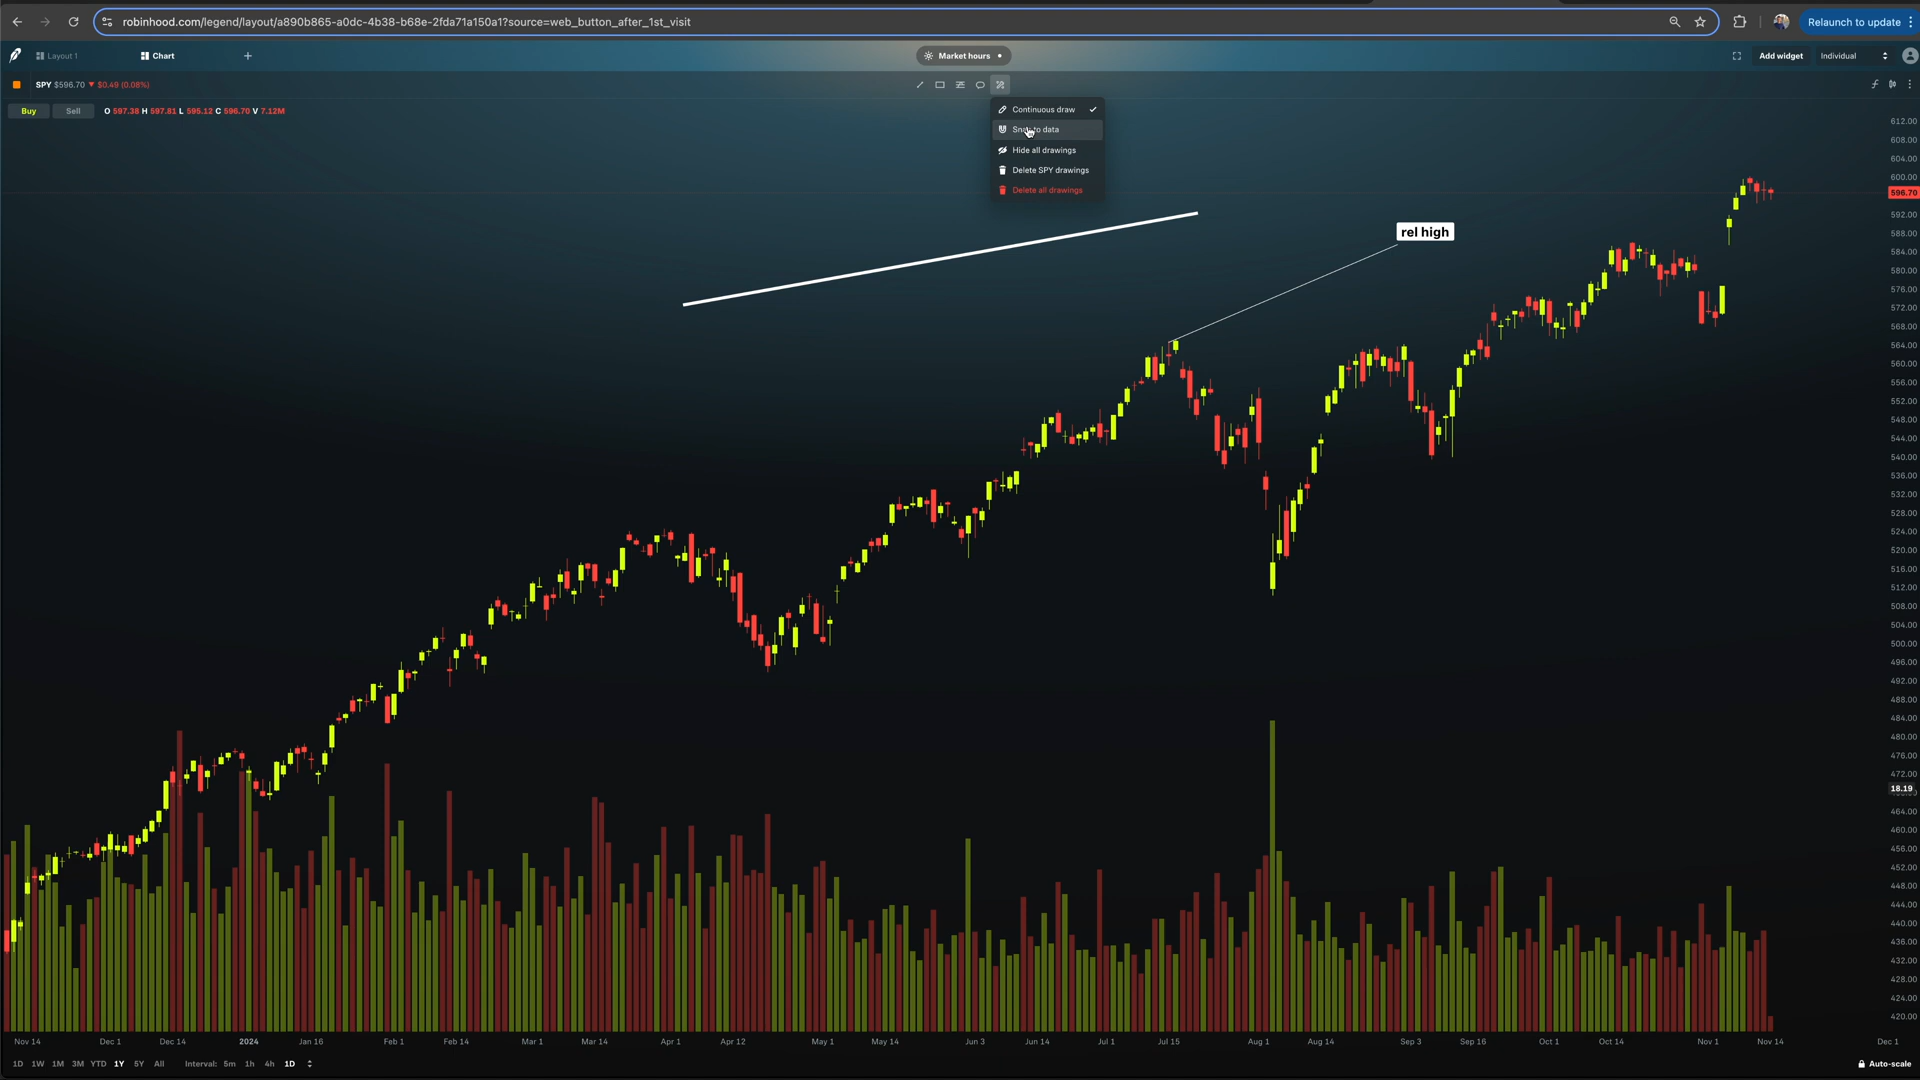 robinhood.com/legend/layout/a890b865-a0dc-4b38-b68e-2fda71a150a1?source=web_button_after_1st_visit
Relaunch to update
Layout 1
Chart
Market hours
Add widget
Individual
SPY $596.70 ▼ $0.49 (0.08%)
Buy
Sell
O 597.38 H 597.81 L 595.12 C 596.70 V 7.12M
Continuous draw
Snap to data
Hide all drawings
Delete SPY drawings
Delete all drawings
rel high
612.00
608.00
604.00
600.00
596.70
592.00
588.00
584.00
580.00
576.00
572.00
568.00
564.00
560.00
556.00
552.00
548.00
544.00
540.00
536.00
532.00
528.00
524.00
520.00
516.00
512.00
508.00
504.00
500.00
496.00
492.00
488.00
484.00
480.00
476.00
472.00
18.19
464.00
460.00
456.00
452.00
448.00
444.00
440.00
436.00
432.00
428.00
424.00
420.00
Nov 14 Dec 1 Dec 14 2024 Jan 16 Feb 1 Feb 14 Mar 1 Mar 14 Apr 1 Apr 12 May 1 May 14 Jun 3 Jun 14 Jul 1 Jul 15 Aug 1 Aug 14 Sep 3 Sep 16 Oct 1 Oct 14 Nov 1 Nov 14 Dec 1
1D 1W 1M 3M YTD 1Y 5Y All Interval: 5m 1h 4h 1D
Auto-scale